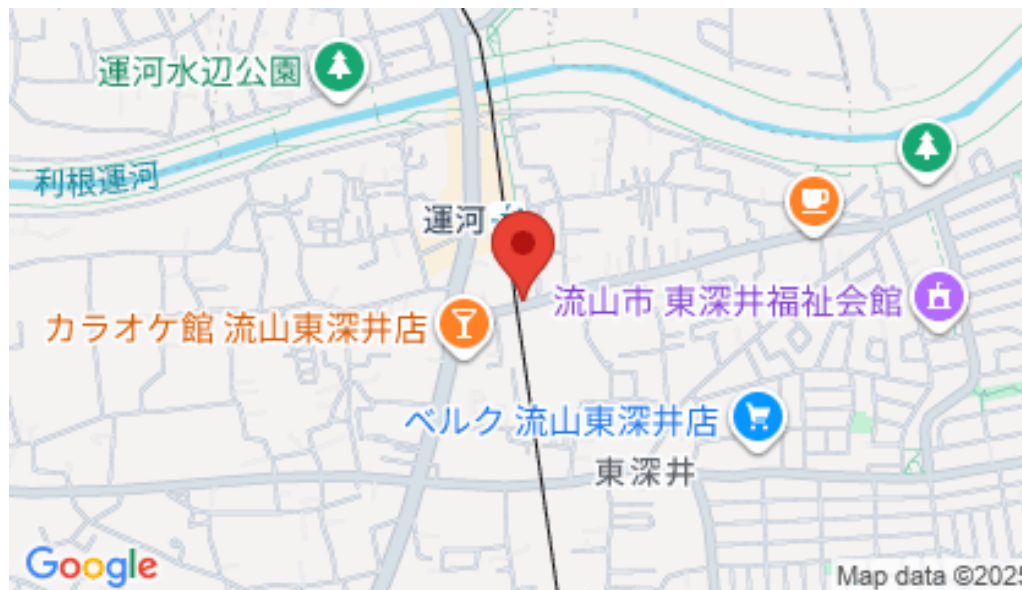 運河水辺公園
利根運河
運河
流山市 東深井福祉会館
カラオケ館 流山東深井店
ベルク 流山東深井店
東深井
Google
Map data ©2025